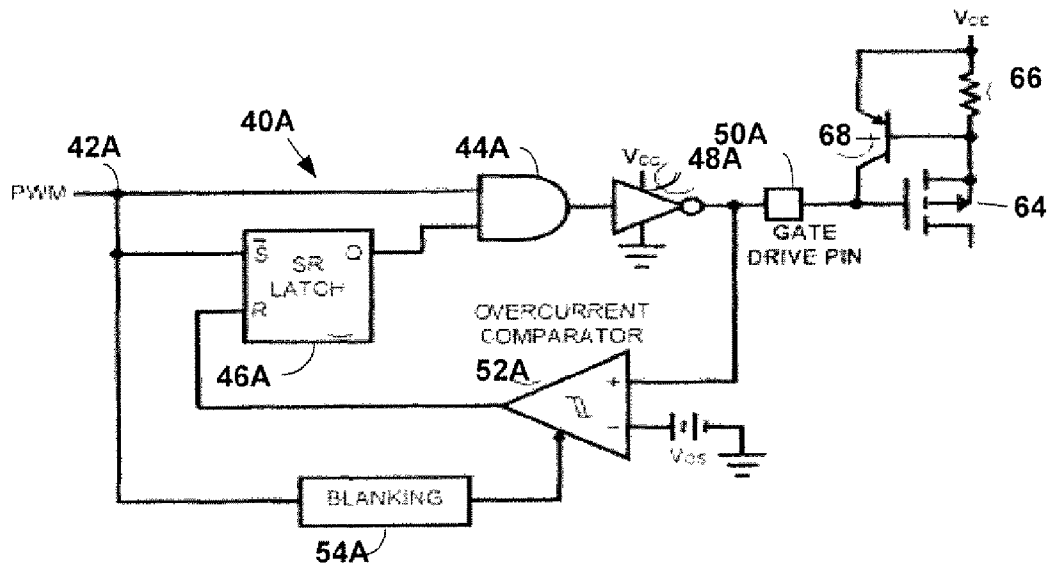 VCC
66
40A
44A
50A
42A
VCC
48A
68
PWM
64
S
Q
GATE
DRIVE PIN
SR
LATCH
R
OVERCURRENT
COMPARATOR
46A
52A
+
−
VOS
BLANKING
54A